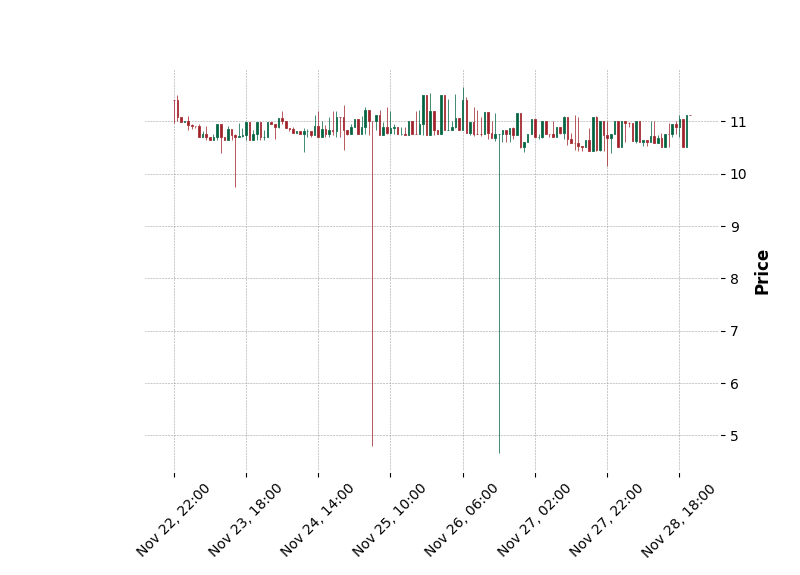 11
10
9
8
7
6
5
Price
Nov 22, 22:00
Nov 23, 18:00
Nov 24, 14:00
Nov 25, 10:00
Nov 26, 06:00
Nov 27, 02:00
Nov 27, 22:00
Nov 28, 18:00